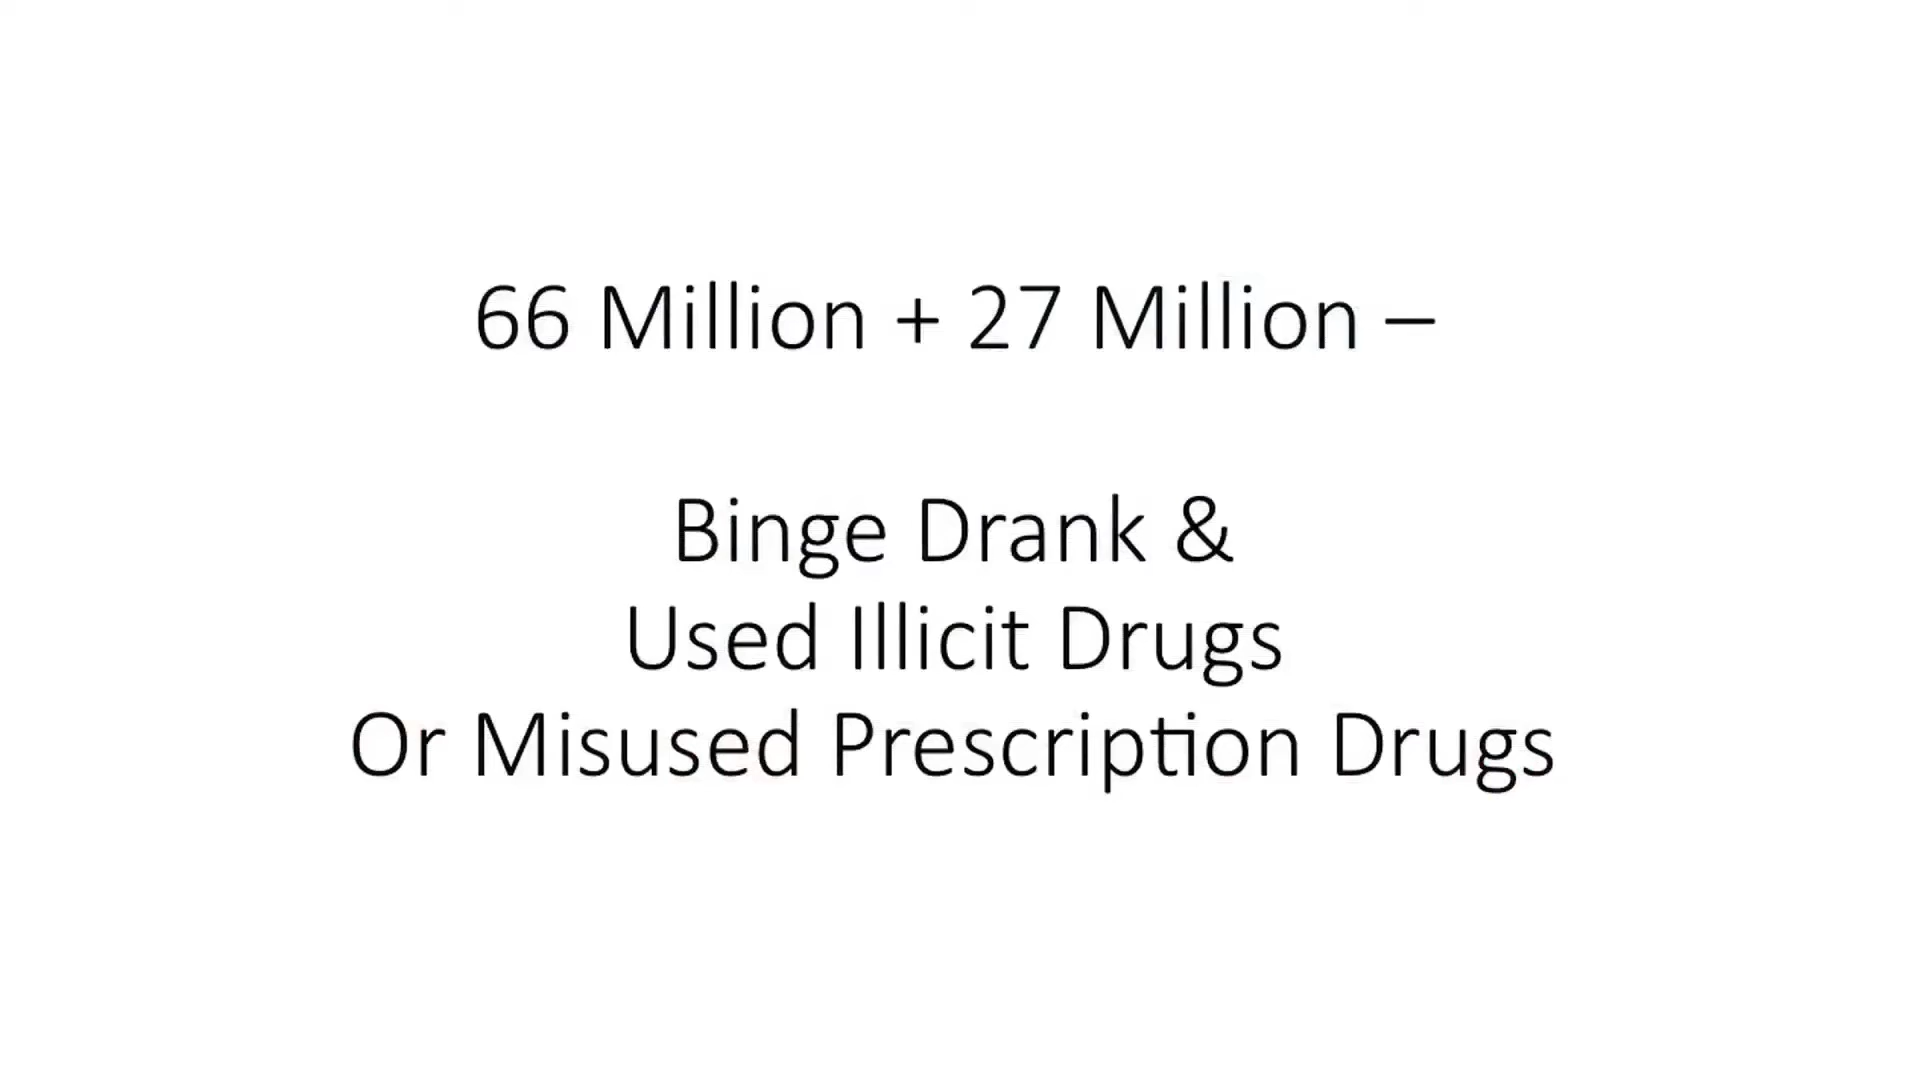 66 Million + 27 Million –
Binge Drank &
Used Illicit Drugs
Or Misused Prescription Drugs